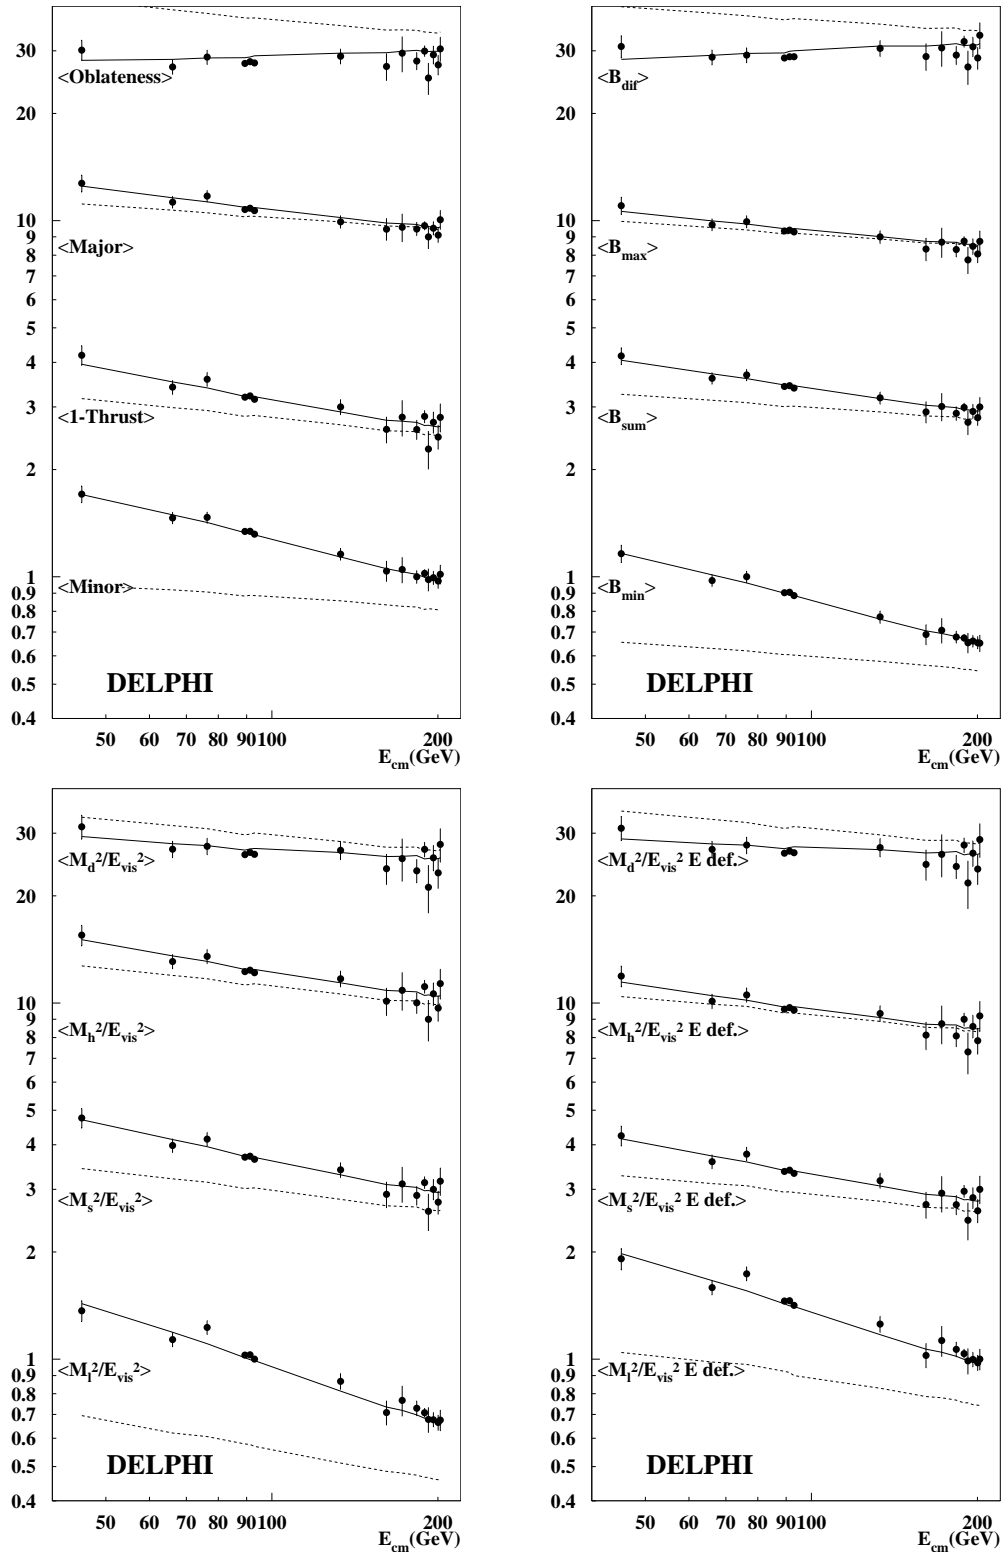 30
20
10
9
8
7
6
5
4
3
2
1
0.9
0.8
0.7
0.6
0.5
0.4
<Oblateness>
<Major>
<1-Thrust>
<Minor>
DELPHI
50 60 70 80 90 100 200
E_cm(GeV)
30
20
10
9
8
7
6
5
4
3
2
1
0.9
0.8
0.7
0.6
0.5
0.4
<B_dif>
<B_max>
<B_sum>
<B_min>
DELPHI
50 60 70 80 90 100 200
E_cm(GeV)
30
20
10
9
8
7
6
5
4
3
2
1
0.9
0.8
0.7
0.6
0.5
0.4
<M_d²/E_vis²>
<M_h²/E_vis²>
<M_s²/E_vis²>
<M_l²/E_vis²>
DELPHI
50 60 70 80 90 100 200
E_cm(GeV)
30
20
10
9
8
7
6
5
4
3
2
1
0.9
0.8
0.7
0.6
0.5
0.4
<M_d²/E_vis² E def.>
<M_h²/E_vis² E def.>
<M_s²/E_vis² E def.>
<M_l²/E_vis² E def.>
DELPHI
50 60 70 80 90 100 200
E_cm(GeV)